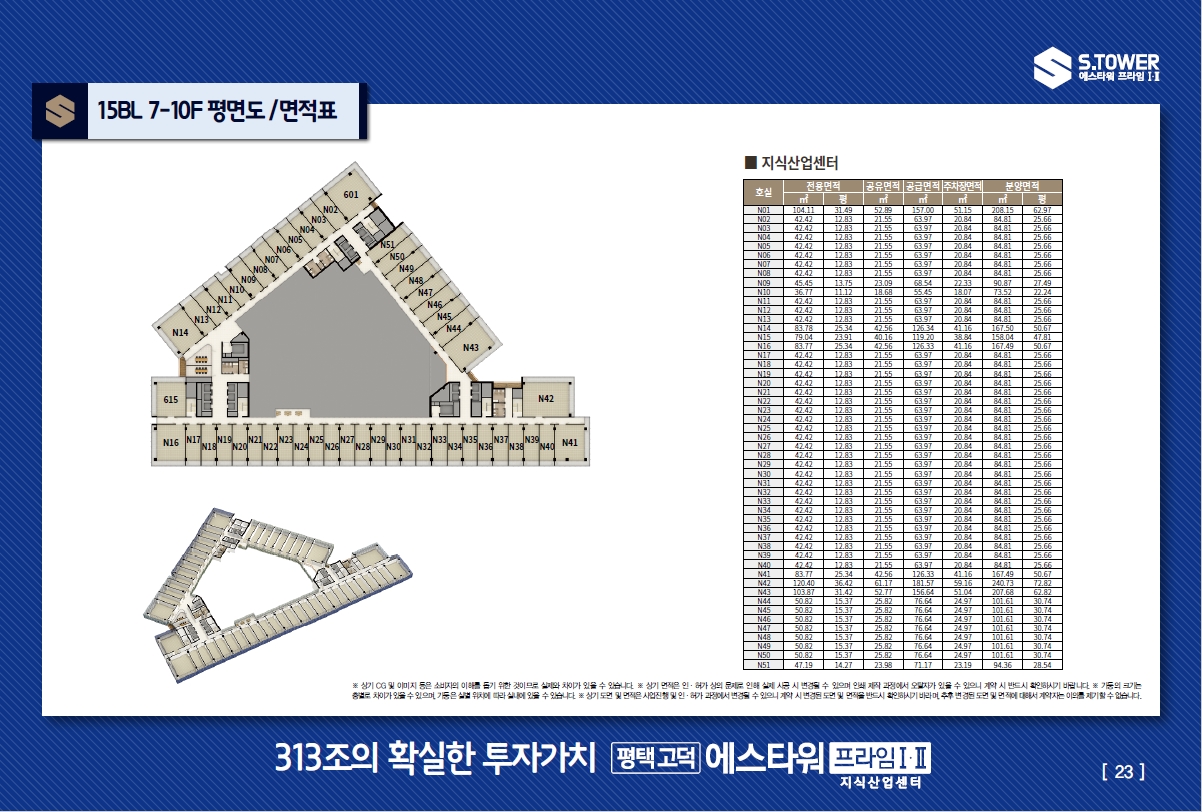 S.TOWER
에스타워 프라임 I·II
15BL 7-10F 평면도 /면적표
■ 지식산업센터
601
N02
N03
N04
N05
N06
N07
N08
N09
N10
N11
N12
N13
N14
N51
N50
N49
N48
N47
N46
N45
N44
N43
615
N42
N16 N17 N18 N19 N20 N21 N22 N23 N24 N25 N26 N27 N28 N29 N30 N31 N32 N33 N34 N35 N36 N37 N38 N39 N40 N41
호실 전용면적 공유면적 공급면적 주차장면적 분양면적
㎡ 평 ㎡ ㎡ ㎡ ㎡ 평
N01 104.11 31.49 52.89 157.00 51.15 208.15 62.97
N02 42.42 12.83 21.55 63.97 20.84 84.81 25.66
N03 42.42 12.83 21.55 63.97 20.84 84.81 25.66
N04 42.42 12.83 21.55 63.97 20.84 84.81 25.66
N05 42.42 12.83 21.55 63.97 20.84 84.81 25.66
N06 42.42 12.83 21.55 63.97 20.84 84.81 25.66
N07 42.42 12.83 21.55 63.97 20.84 84.81 25.66
N08 42.42 12.83 21.55 63.97 20.84 84.81 25.66
N09 45.45 13.75 23.09 68.54 22.33 90.87 27.49
N10 36.77 11.12 18.68 55.45 18.07 73.52 22.24
N11 42.42 12.83 21.55 63.97 20.84 84.81 25.66
N12 42.42 12.83 21.55 63.97 20.84 84.81 25.66
N13 42.42 12.83 21.55 63.97 20.84 84.81 25.66
N14 83.78 25.34 42.56 126.34 41.16 167.50 50.67
N15 79.04 23.91 40.16 119.20 38.84 158.04 47.81
N16 83.77 25.34 42.56 126.33 41.16 167.49 50.67
N17 42.42 12.83 21.55 63.97 20.84 84.81 25.66
N18 42.42 12.83 21.55 63.97 20.84 84.81 25.66
N19 42.42 12.83 21.55 63.97 20.84 84.81 25.66
N20 42.42 12.83 21.55 63.97 20.84 84.81 25.66
N21 42.42 12.83 21.55 63.97 20.84 84.81 25.66
N22 42.42 12.83 21.55 63.97 20.84 84.81 25.66
N23 42.42 12.83 21.55 63.97 20.84 84.81 25.66
N24 42.42 12.83 21.55 63.97 20.84 84.81 25.66
N25 42.42 12.83 21.55 63.97 20.84 84.81 25.66
N26 42.42 12.83 21.55 63.97 20.84 84.81 25.66
N27 42.42 12.83 21.55 63.97 20.84 84.81 25.66
N28 42.42 12.83 21.55 63.97 20.84 84.81 25.66
N29 42.42 12.83 21.55 63.97 20.84 84.81 25.66
N30 42.42 12.83 21.55 63.97 20.84 84.81 25.66
N31 42.42 12.83 21.55 63.97 20.84 84.81 25.66
N32 42.42 12.83 21.55 63.97 20.84 84.81 25.66
N33 42.42 12.83 21.55 63.97 20.84 84.81 25.66
N34 42.42 12.83 21.55 63.97 20.84 84.81 25.66
N35 42.42 12.83 21.55 63.97 20.84 84.81 25.66
N36 42.42 12.83 21.55 63.97 20.84 84.81 25.66
N37 42.42 12.83 21.55 63.97 20.84 84.81 25.66
N38 42.42 12.83 21.55 63.97 20.84 84.81 25.66
N39 42.42 12.83 21.55 63.97 20.84 84.81 25.66
N40 42.42 12.83 21.55 63.97 20.84 84.81 25.66
N41 83.77 25.34 42.56 126.33 41.16 167.49 50.67
N42 120.40 36.42 61.17 181.57 59.16 240.73 72.82
N43 103.87 31.42 52.77 156.64 51.04 207.68 62.82
N44 50.82 15.37 25.82 76.64 24.97 101.61 30.74
N45 50.82 15.37 25.82 76.64 24.97 101.61 30.74
N46 50.82 15.37 25.82 76.64 24.97 101.61 30.74
N47 50.82 15.37 25.82 76.64 24.97 101.61 30.74
N48 50.82 15.37 25.82 76.64 24.97 101.61 30.74
N49 50.82 15.37 25.82 76.64 24.97 101.61 30.74
N50 50.82 15.37 25.82 76.64 24.97 101.61 30.74
N51 47.19 14.27 23.98 71.17 23.19 94.36 28.54
※ 상기 CG 및 이미지 등은 소비자의 이해를 돕기 위한 것이므로 실제와 차이가 있을 수 있습니다. ※ 상기 면적은 인·허가 상의 문제로 인해 실제 시공 시 변경될 수 있으며 인쇄 제작 과정에서 오탈자가 있을 수 있으니 계약 시 반드시 확인하시기 바랍니다. ※ 기둥의 크기는
층별로 차이가 있을 수 있으며, 기둥은 실별 위치에 따라 실내에 있을 수 있습니다. ※ 상기 도면 및 면적은 사업진행 및 인·허가 과정에서 변경될 수 있으니 계약 시 변경된 도면 및 면적을 반드시 확인하시기 바라며, 추후 변경된 도면 및 면적에 대해서 계약자는 이의를 제기할 수 없습니다.
313조의 확실한 투자가치 평택 고덕 에스타워 프라임 I·II
지식산업센터
[ 23 ]